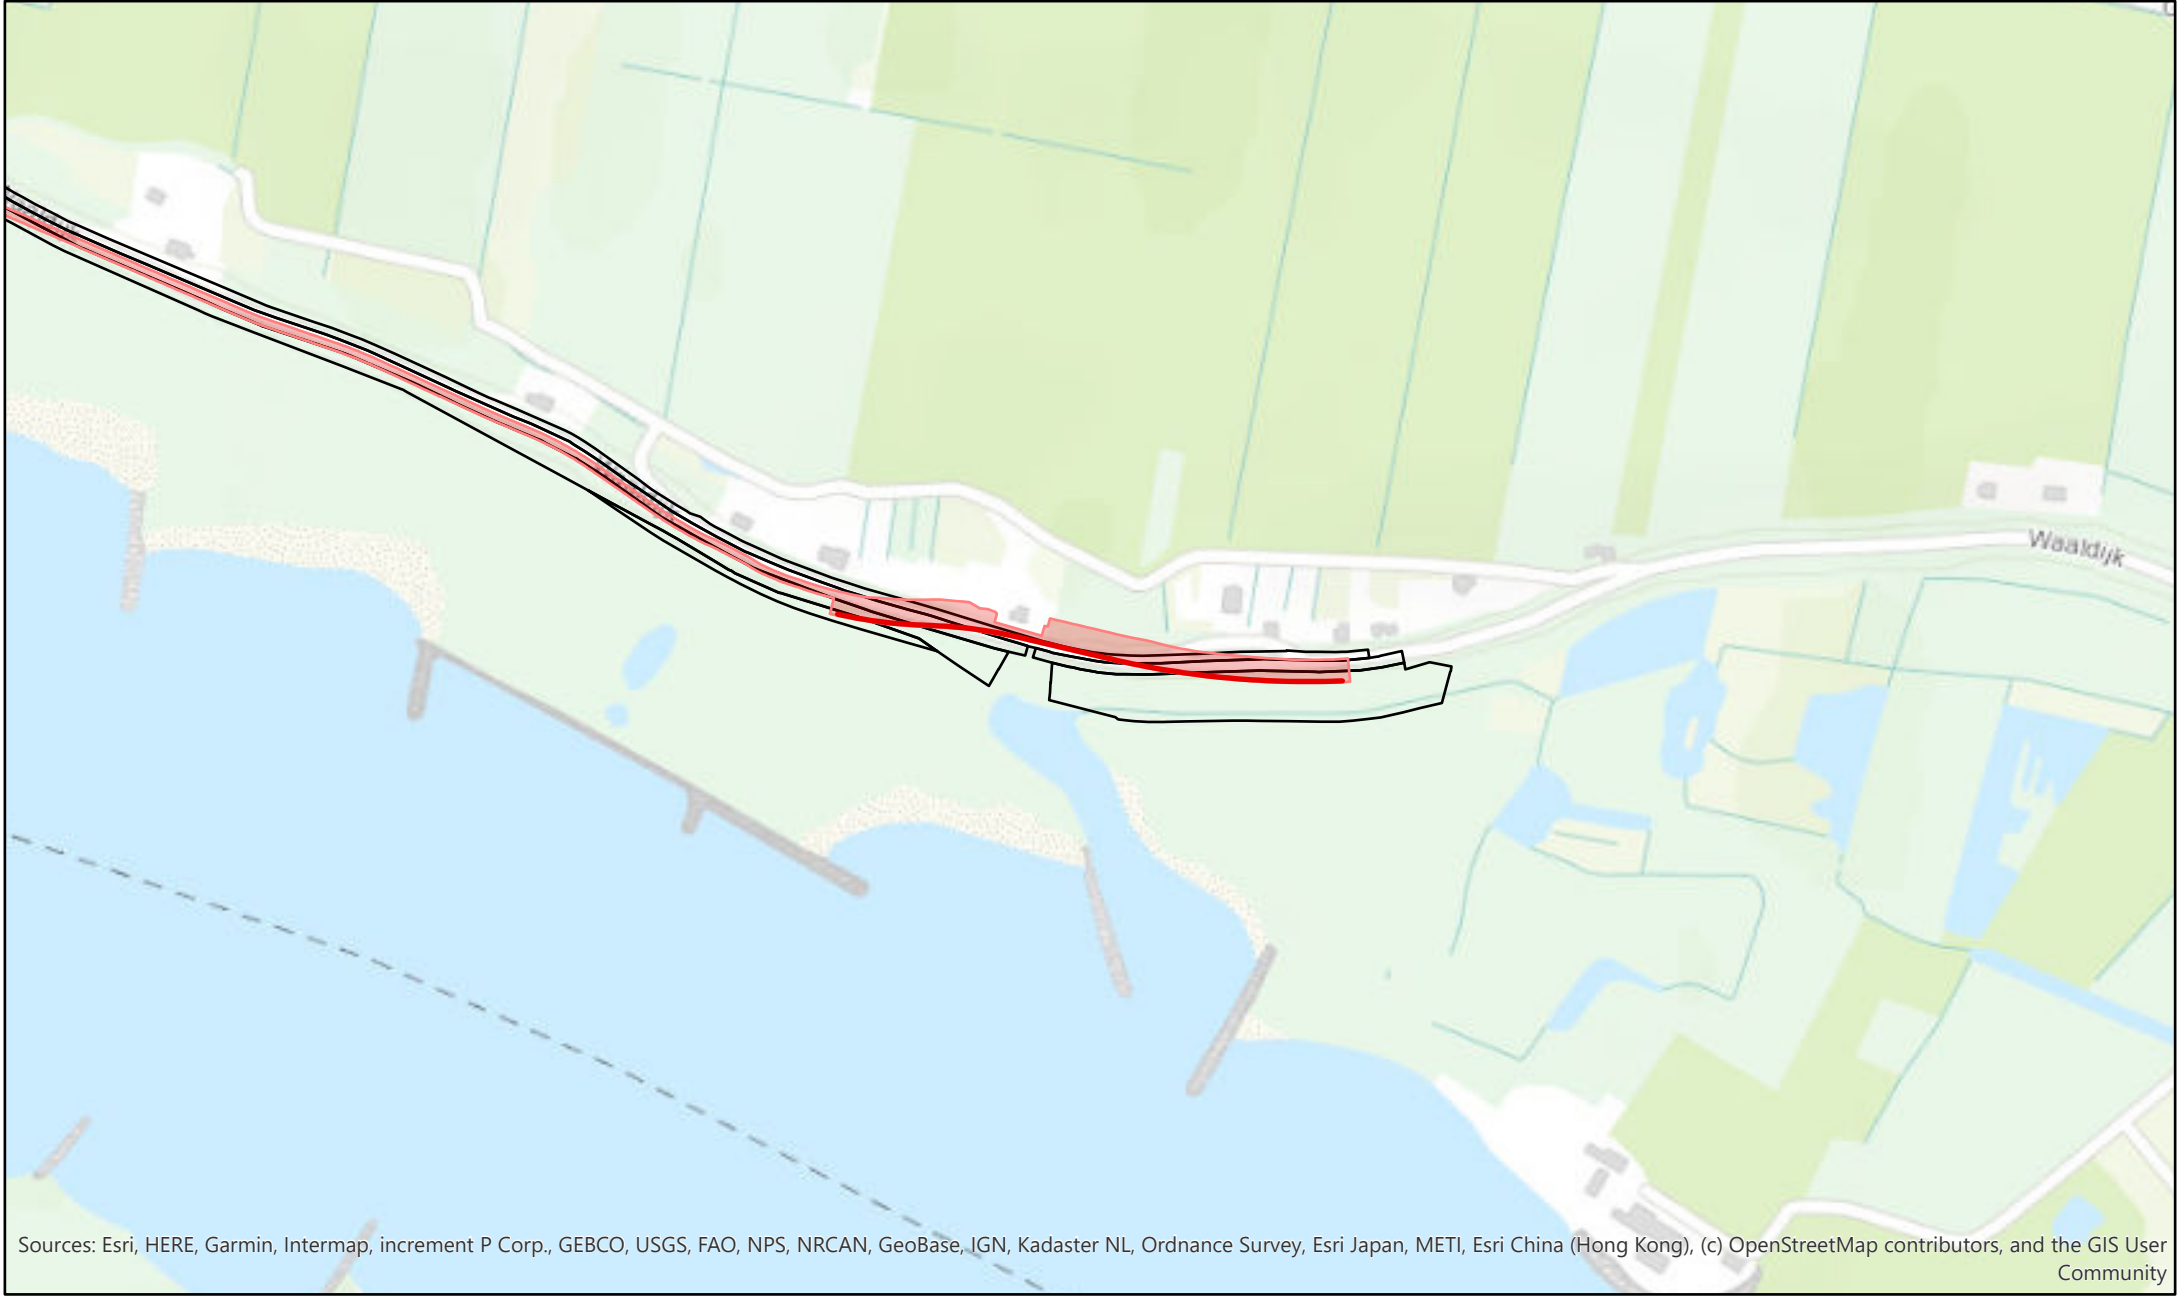 Waaldijk
Sources: Esri, HERE, Garmin, Intermap, increment P Corp., GEBCO, USGS, FAO, NPS, NRCAN, GeoBase, IGN, Kadaster NL, Ordnance Survey, Esri Japan, METI, Esri China (Hong Kong), (c) OpenStreetMap contributors, and the GIS User
Community